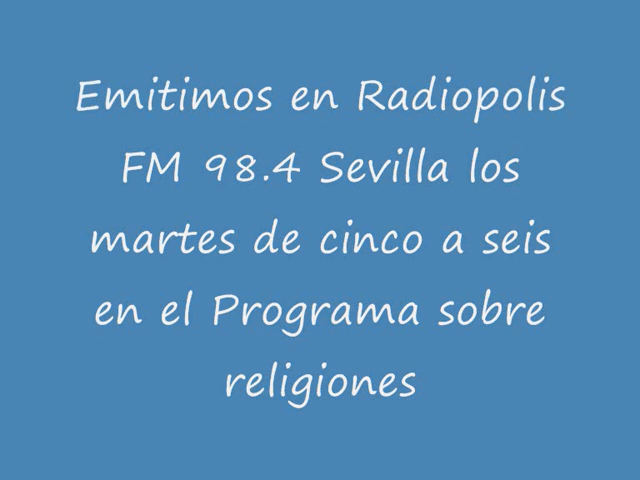 Emitimos en Radiopolis
FM 98.4 Sevilla los
martes de cinco a seis
en el Programa sobre
religiones